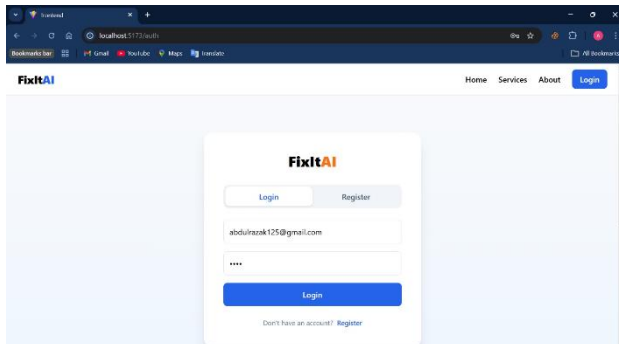 frontend
localhost:5173/auth
Bookmarks bar Gmail YouTube Maps translate All Bookmarks
FixItAI Home Services About Login
FixItAI
Login Register
abdulrazak125@gmail.com
••••
Login
Don't have an account? Register